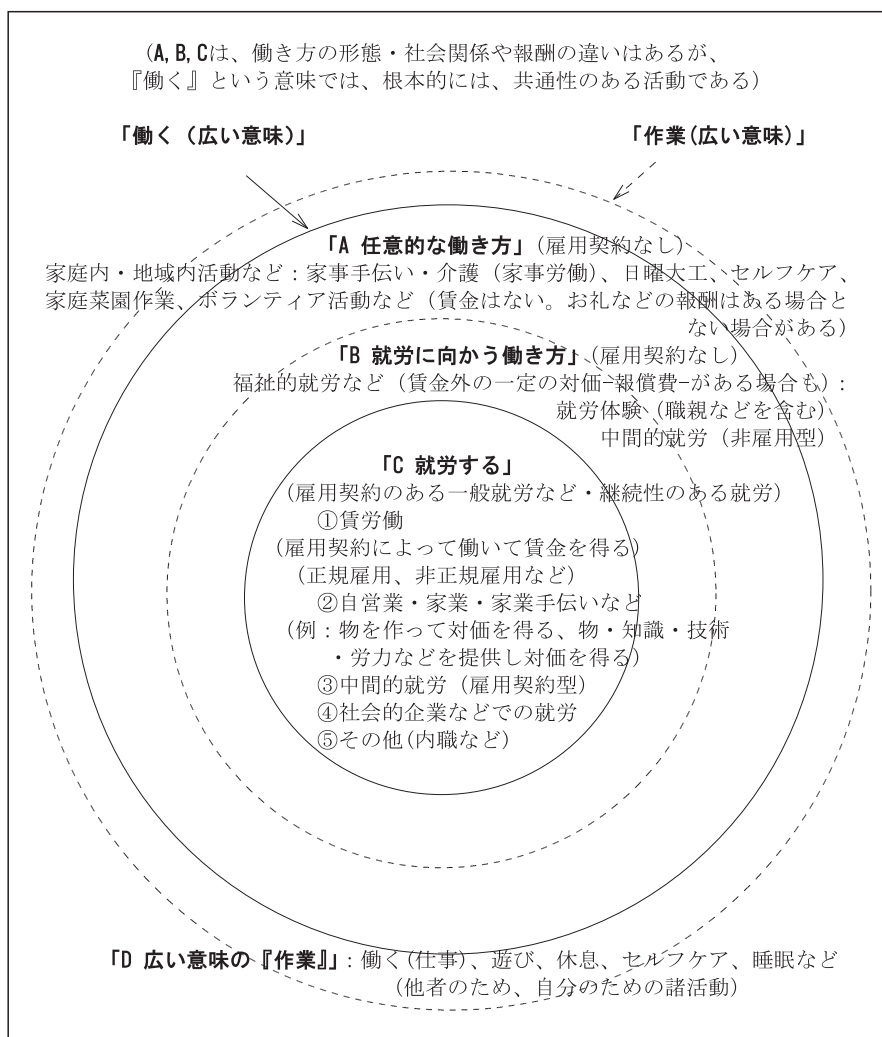 （A, B, Cは、働き方の形態・社会関係や報酬の違いはあるが、
『働く』という意味では、根本的には、共通性のある活動である）
「働く（広い意味）」
「作業（広い意味）」
「A 任意的な働き方」（雇用契約なし）
家庭内・地域内活動など：家事手伝い・介護（家事労働）、日曜大工、セルフケア、
家庭菜園作業、ボランティア活動など（賃金はない。お礼などの報酬はある場合と
ない場合がある）
「B 就労に向かう働き方」（雇用契約なし）
福祉的就労など（賃金外の一定の対価−報償費−がある場合も）：
就労体験（職親などを含む）
中間的就労（非雇用型）
「C 就労する」
（雇用契約のある一般就労など・継続性のある就労）
①賃労働
（雇用契約によって働いて賃金を得る）
（正規雇用、非正規雇用など）
②自営業・家業・家業手伝いなど
（例：物を作って対価を得る、物・知識・技術
・労力などを提供し対価を得る）
③中間的就労（雇用契約型）
④社会的企業などでの就労
⑤その他（内職など）
「D 広い意味の『作業』」：働く（仕事）、遊び、休息、セルフケア、睡眠など
（他者のため、自分のための諸活動）